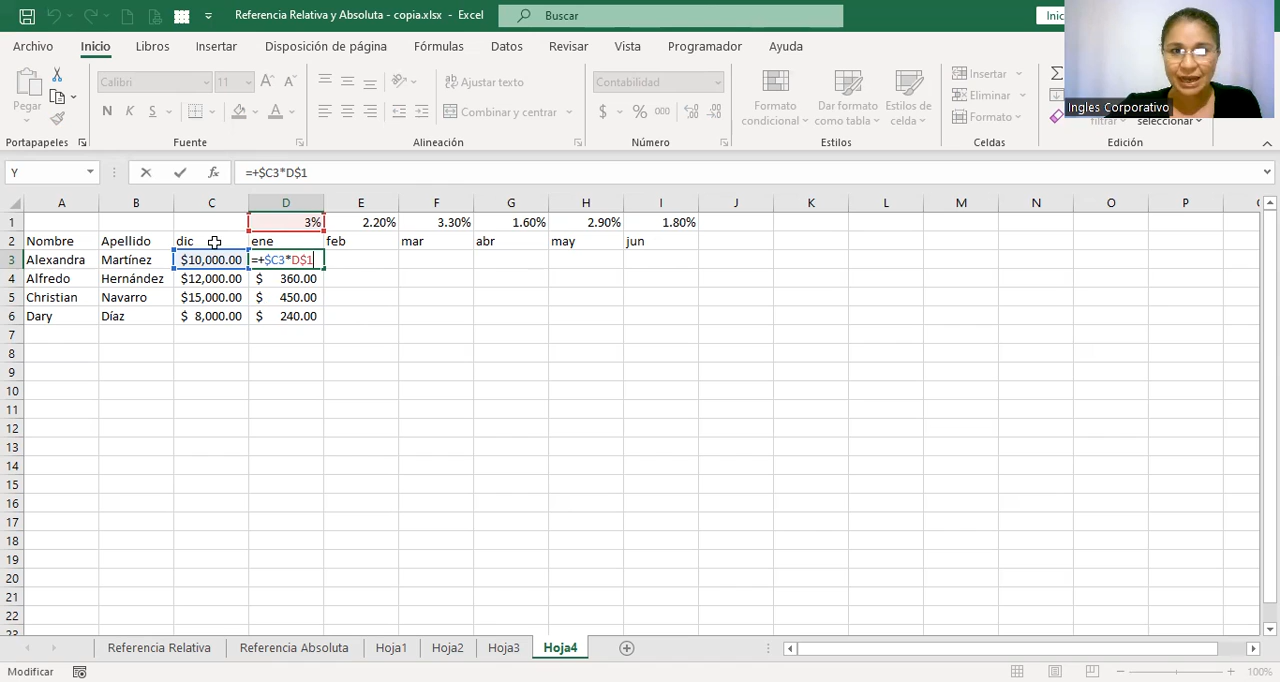 Referencia Relativa y Absoluta - copia.xlsx - Excel
Buscar
Inic
Archivo Inicio Libros Insertar Disposición de página Fórmulas Datos Revisar Vista Programador Ayuda
Pegar
Calibri 11
N K S
Ajustar texto
Combinar y centrar
Contabilidad
$ % 000
Formato condicional
Dar formato como tabla
Estilos de celda
Insertar
Eliminar
Formato
filtrar
seleccionar
Ingles Corporativo
Portapapeles Fuente Alineación Número Estilos Celdas Edición
Y fx =+$C3*D$1
A B C D E F G H I J K L M N O P Q
1 3% 2.20% 3.30% 1.60% 2.90% 1.80%
2 Nombre Apellido dic ene feb mar abr may jun
3 Alexandra Martínez $10,000.00 =+$C3*D$1
4 Alfredo Hernández $12,000.00 $ 360.00
5 Christian Navarro $15,000.00 $ 450.00
6 Dary Díaz $ 8,000.00 $ 240.00
7
8
9
10
11
12
13
14
15
16
17
18
19
20
21
22
23
Referencia Relativa Referencia Absoluta Hoja1 Hoja2 Hoja3 Hoja4
Modificar 100%